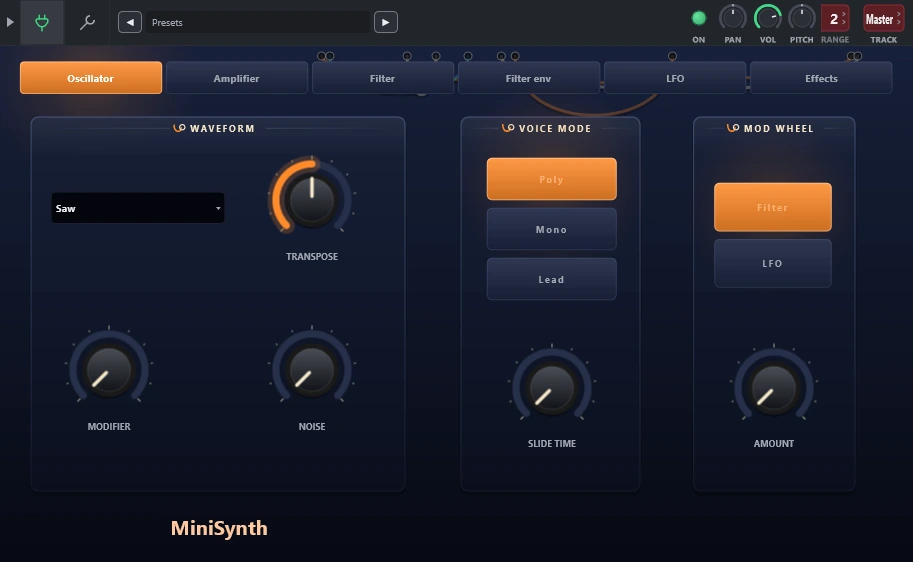 Presets
2
Master
ON PAN VOL PITCH RANGE TRACK
Oscillator Amplifier Filter Filter env LFO Effects
WAVEFORM
Saw
TRANSPOSE
MODIFIER
NOISE
VOICE MODE
Poly
Mono
Lead
SLIDE TIME
MOD WHEEL
Filter
LFO
AMOUNT
MiniSynth